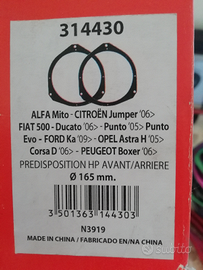 314430
ALFA Mito - CITROËN Jumper '06>
FIAT 500 - Ducato '06> - Punto '05> Punto
Evo - FORD Ka '09> - OPEL Astra H '05>
Corsa D '06> - PEUGEOT Boxer '06>
PREDISPOSITION HP AVANT/ARRIERE
Ø 165 mm.
3 501363 144303
N3919
MADE IN CHINA / FABRICADO EN/NA CHINA
subito